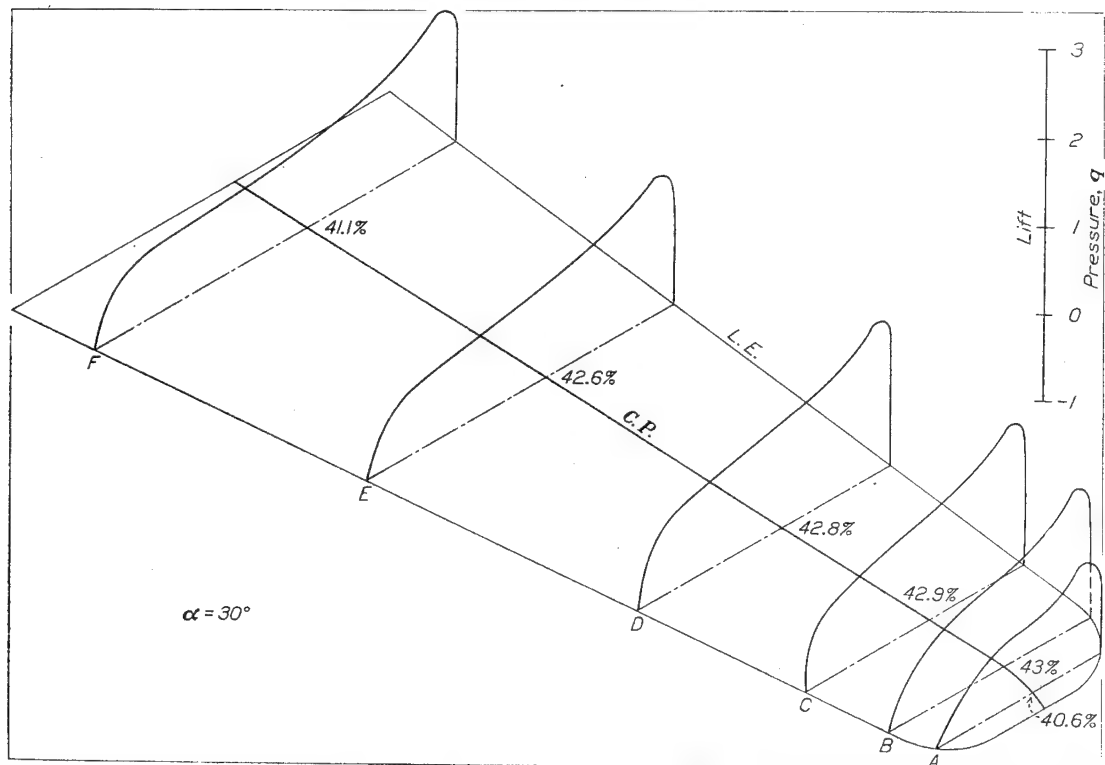 3
2
1
0
-1
Lift
Pressure, q
41.1%
F
42.6%
L.E.
C.P.
E
42.8%
D
42.9%
α = 30°
C
43%
40.6%
B
A